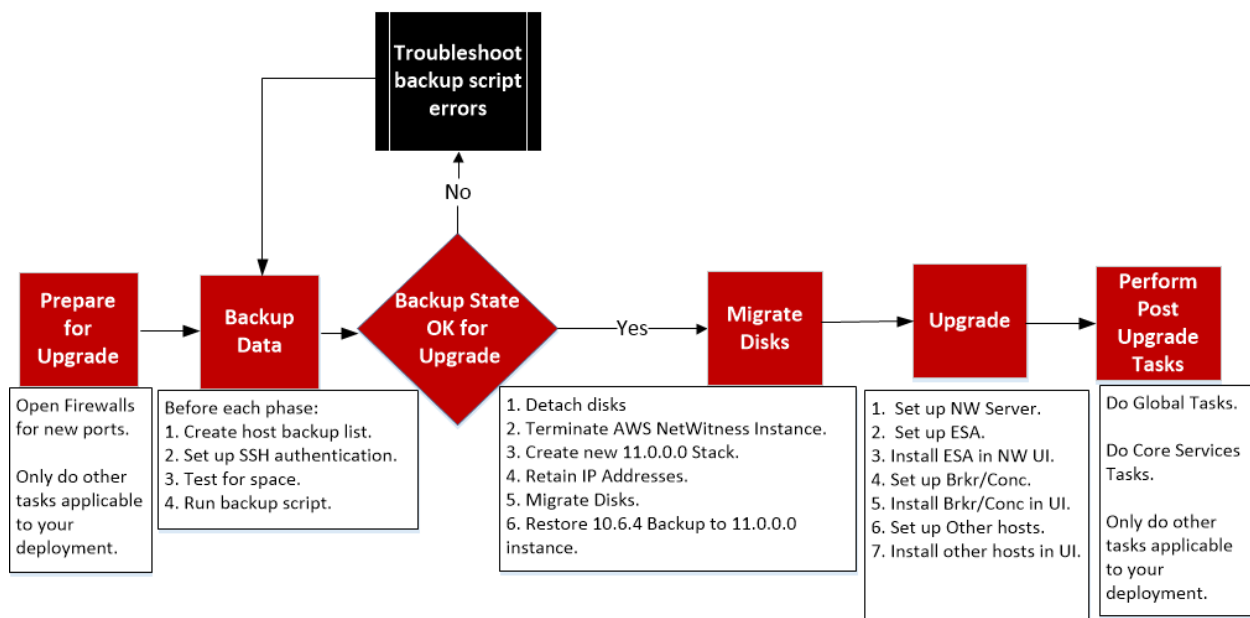 Troubleshoot
backup script
errors
No
Prepare
for
Upgrade
Backup
Data
Backup State
OK for
Upgrade
Yes
Migrate
Disks
Upgrade
Perform
Post
Upgrade
Tasks
Open Firewalls
for new ports.
Only do other
tasks applicable
to your
deployment.
Before each phase:
1. Create host backup list.
2. Set up SSH authentication.
3. Test for space.
4. Run backup script.
1. Detach disks
2. Terminate AWS NetWitness Instance.
3. Create new 11.0.0.0 Stack.
4. Retain IP Addresses.
5. Migrate Disks.
6. Restore 10.6.4 Backup to 11.0.0.0
instance.
1. Set up NW Server.
2. Set up ESA.
3. Install ESA in NW UI.
4. Set up Brkr/Conc.
5. Install Brkr/Conc in UI.
6. Set up Other hosts.
7. Install other hosts in UI.
Do Global Tasks.
Do Core Services
Tasks.
Only do other
tasks applicable
to your
deployment.